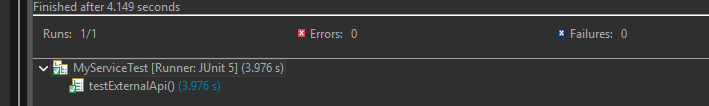 Finished after 4.149 seconds
Runs: 1/1 Errors: 0 Failures: 0
MyServiceTest [Runner: JUnit 5] (3.976 s)
testExternalApi() (3.976 s)